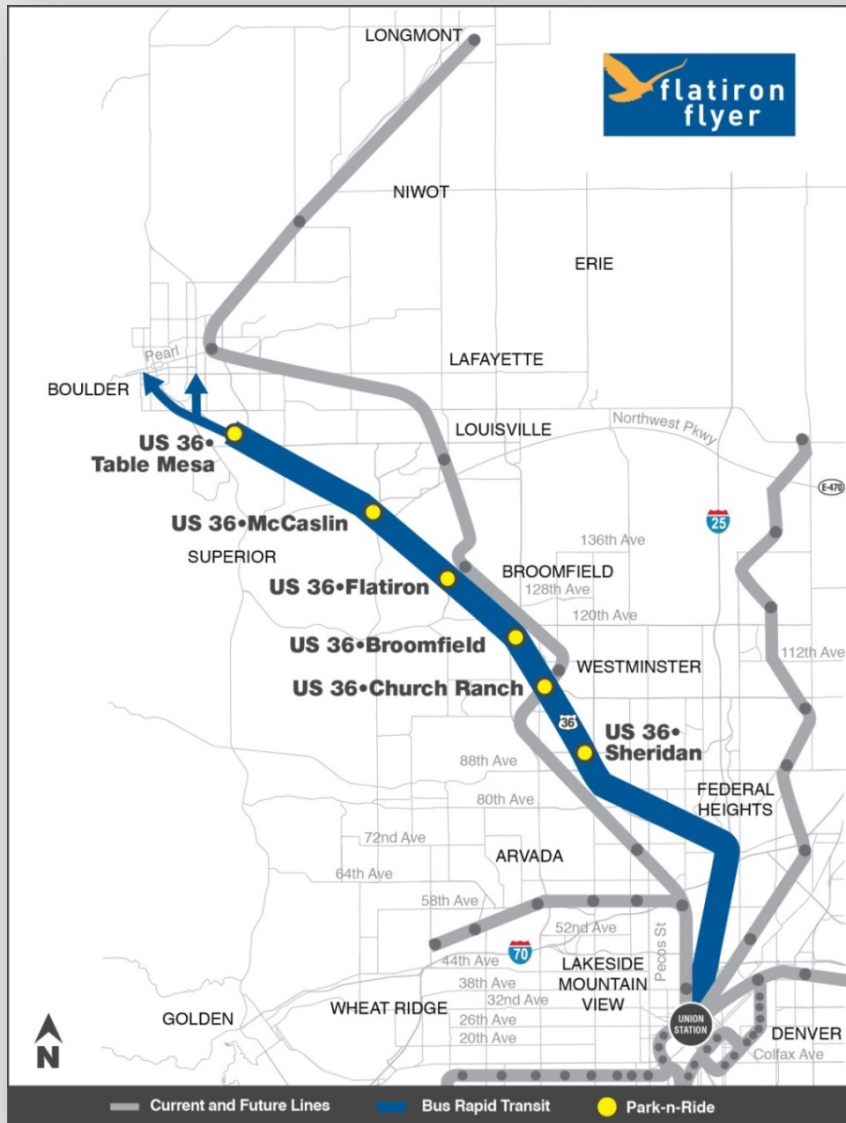 LONGMONT
flatiron
flyer
NIWOT
ERIE
Pearl
LAFAYETTE
BOULDER
Northwest Pkwy
LOUISVILLE
US 36•
Table Mesa
E-470
25
US 36•McCaslin
136th Ave
SUPERIOR
BROOMFIELD
US 36•Flatiron
128th Ave
120th Ave
US 36•Broomfield
112th Ave
WESTMINSTER
US 36•Church Ranch
36
US 36•
Sheridan
88th Ave
FEDERAL
HEIGHTS
80th Ave
72nd Ave
ARVADA
64th Ave
58th Ave
52nd Ave
Pecos St
70
44th Ave
LAKESIDE
MOUNTAIN
VIEW
38th Ave
32nd Ave
WHEAT RIDGE
GOLDEN
26th Ave
20th Ave
UNION
STATION
DENVER
Colfax Ave
N
Current and Future Lines
Bus Rapid Transit
Park-n-Ride